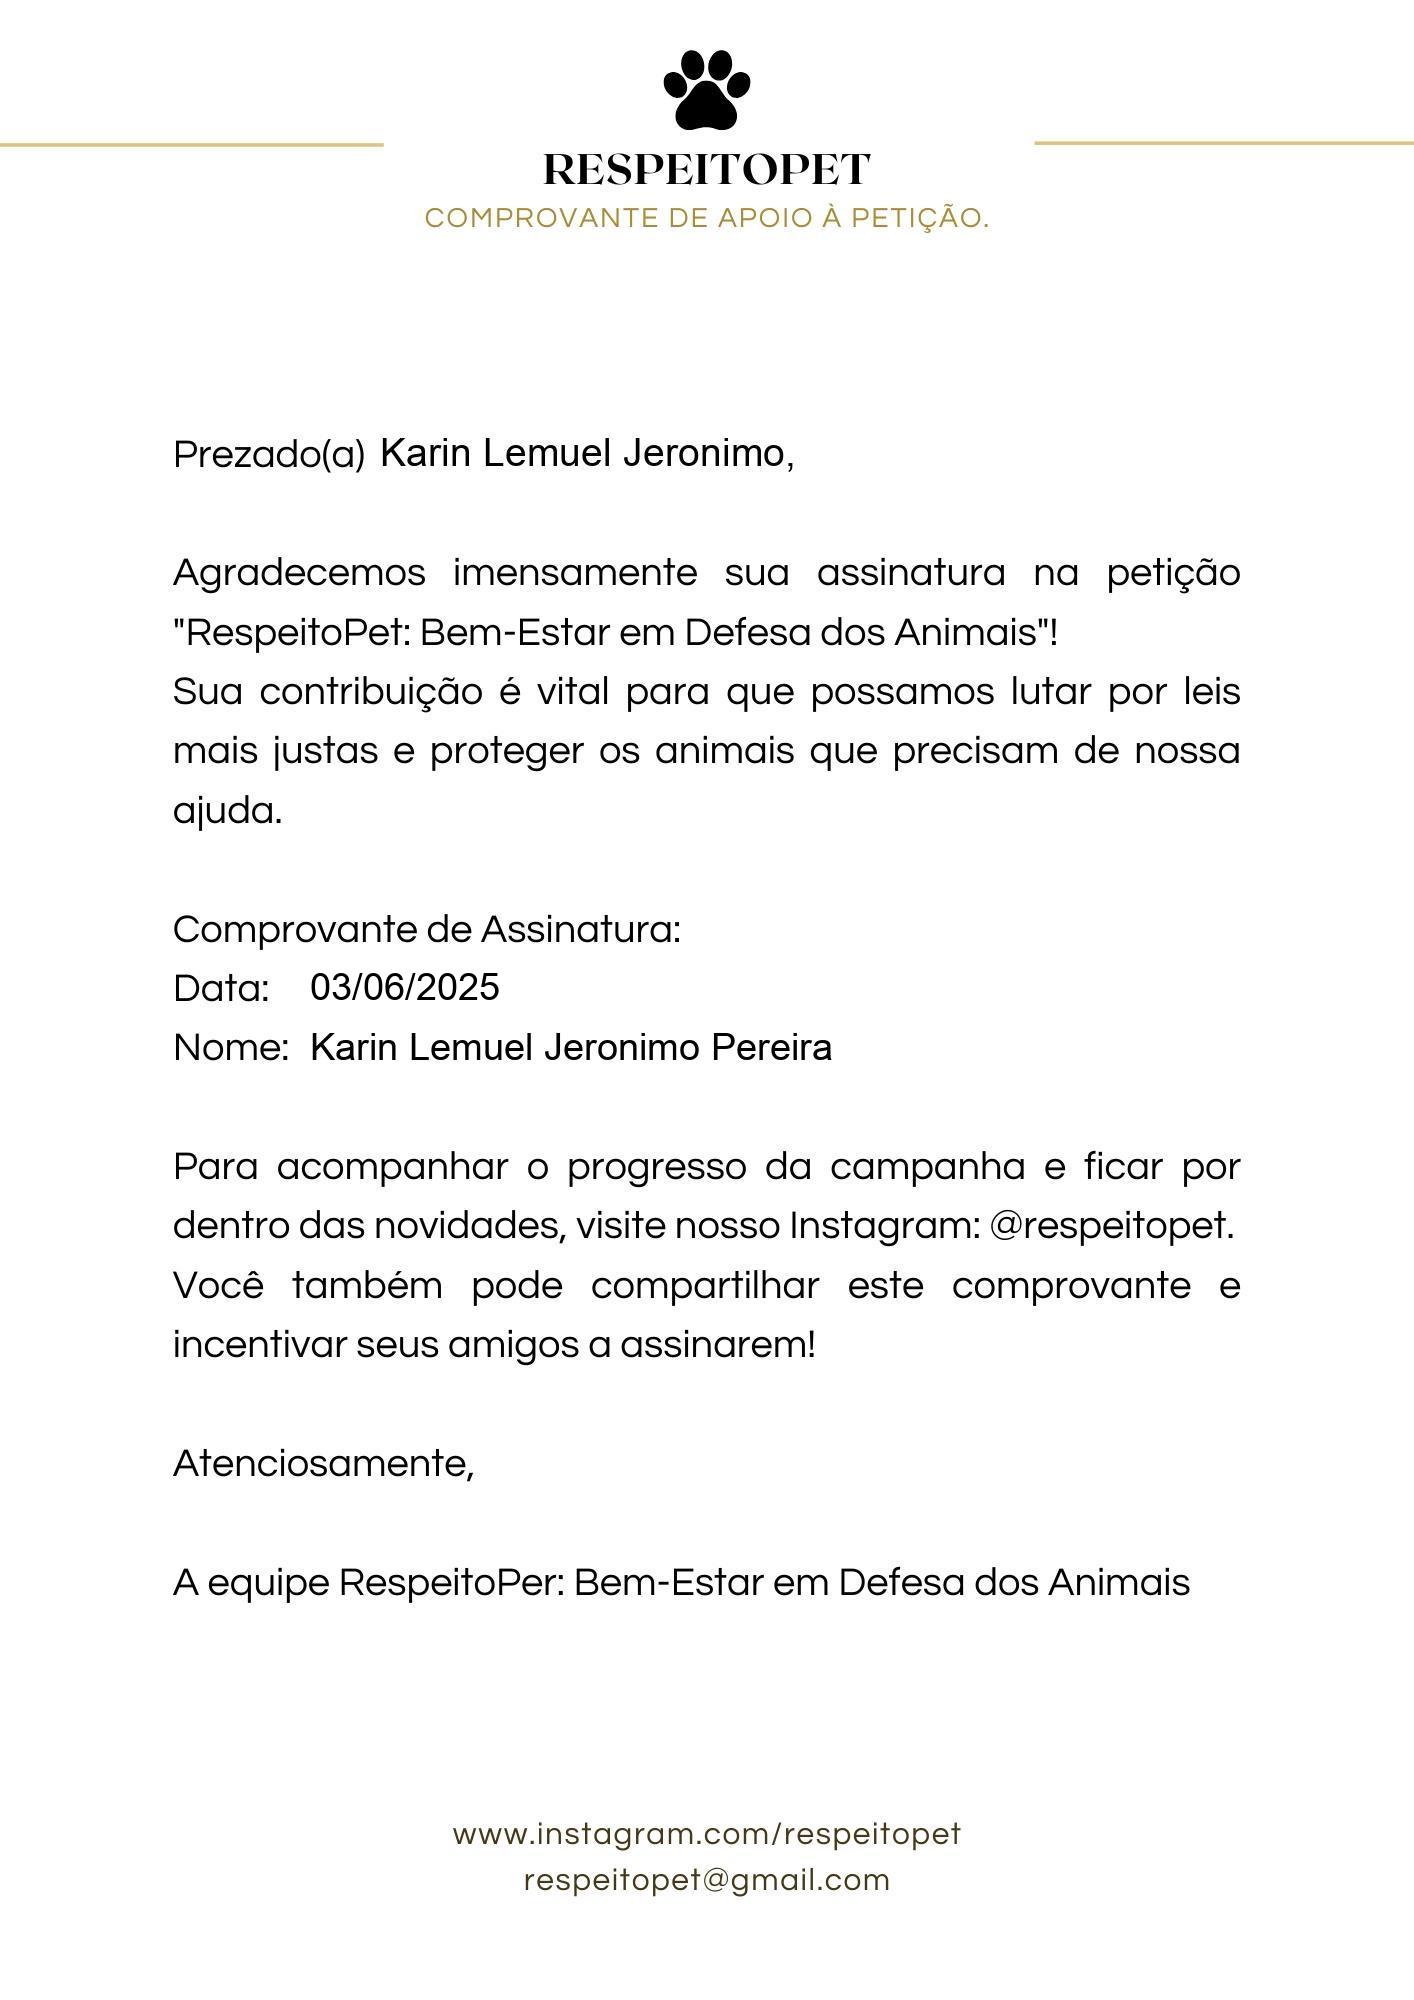 RESPEITOPET
COMPROVANTE DE APOIO À PETIÇÃO.
Prezado(a) Karin Lemuel Jeronimo,
Agradecemos imensamente sua assinatura na petição
"RespeitoPet: Bem-Estar em Defesa dos Animais"!
Sua contribuição é vital para que possamos lutar por leis
mais justas e proteger os animais que precisam de nossa
ajuda.
Comprovante de Assinatura:
Data: 03/06/2025
Nome: Karin Lemuel Jeronimo Pereira
Para acompanhar o progresso da campanha e ficar por
dentro das novidades, visite nosso Instagram: @respeitopet.
Você também pode compartilhar este comprovante e
incentivar seus amigos a assinarem!
Atenciosamente,
A equipe RespeitoPer: Bem-Estar em Defesa dos Animais
www.instagram.com/respeitopet
respeitopet@gmail.com